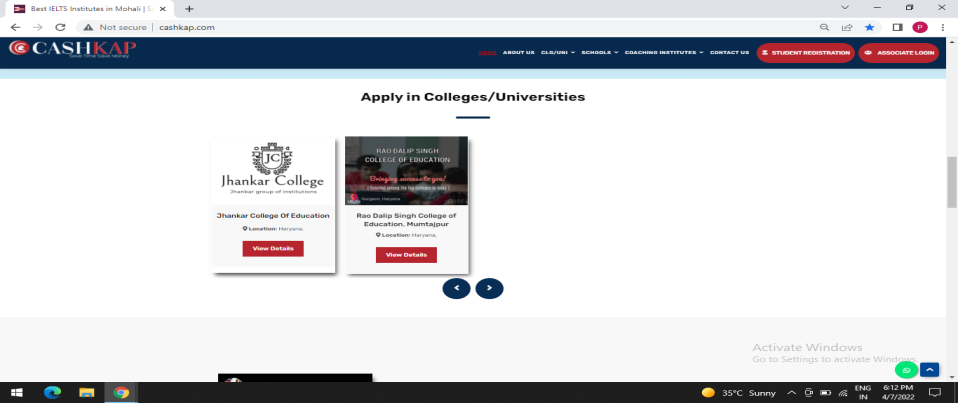 Best IELTS Institutes in Mohali | S
Not secure | cashkap.com
P
CASHKAP
Save Time Save Money
HOME ABOUT US CLG/UNI SCHOOLS COACHING INSTITUTES CONTACT US STUDENT REGISTRATION ASSOCIATE LOGIN
Apply in Colleges/Universities
JC
Jhankar College
Jhankar group of institutions
Jhankar College Of Education
Location: Haryana.
View Details
RAO DALIP SINGH
COLLEGE OF EDUCATION
Bringing success to you!
Gurgaon, Haryana
Rao Dalip Singh College of
Education, Mumtajpur
Location: Haryana.
View Details
Activate Windows
Go to Settings to activate Windows.
35°C Sunny
ENG
IN
6:12 PM
4/7/2022